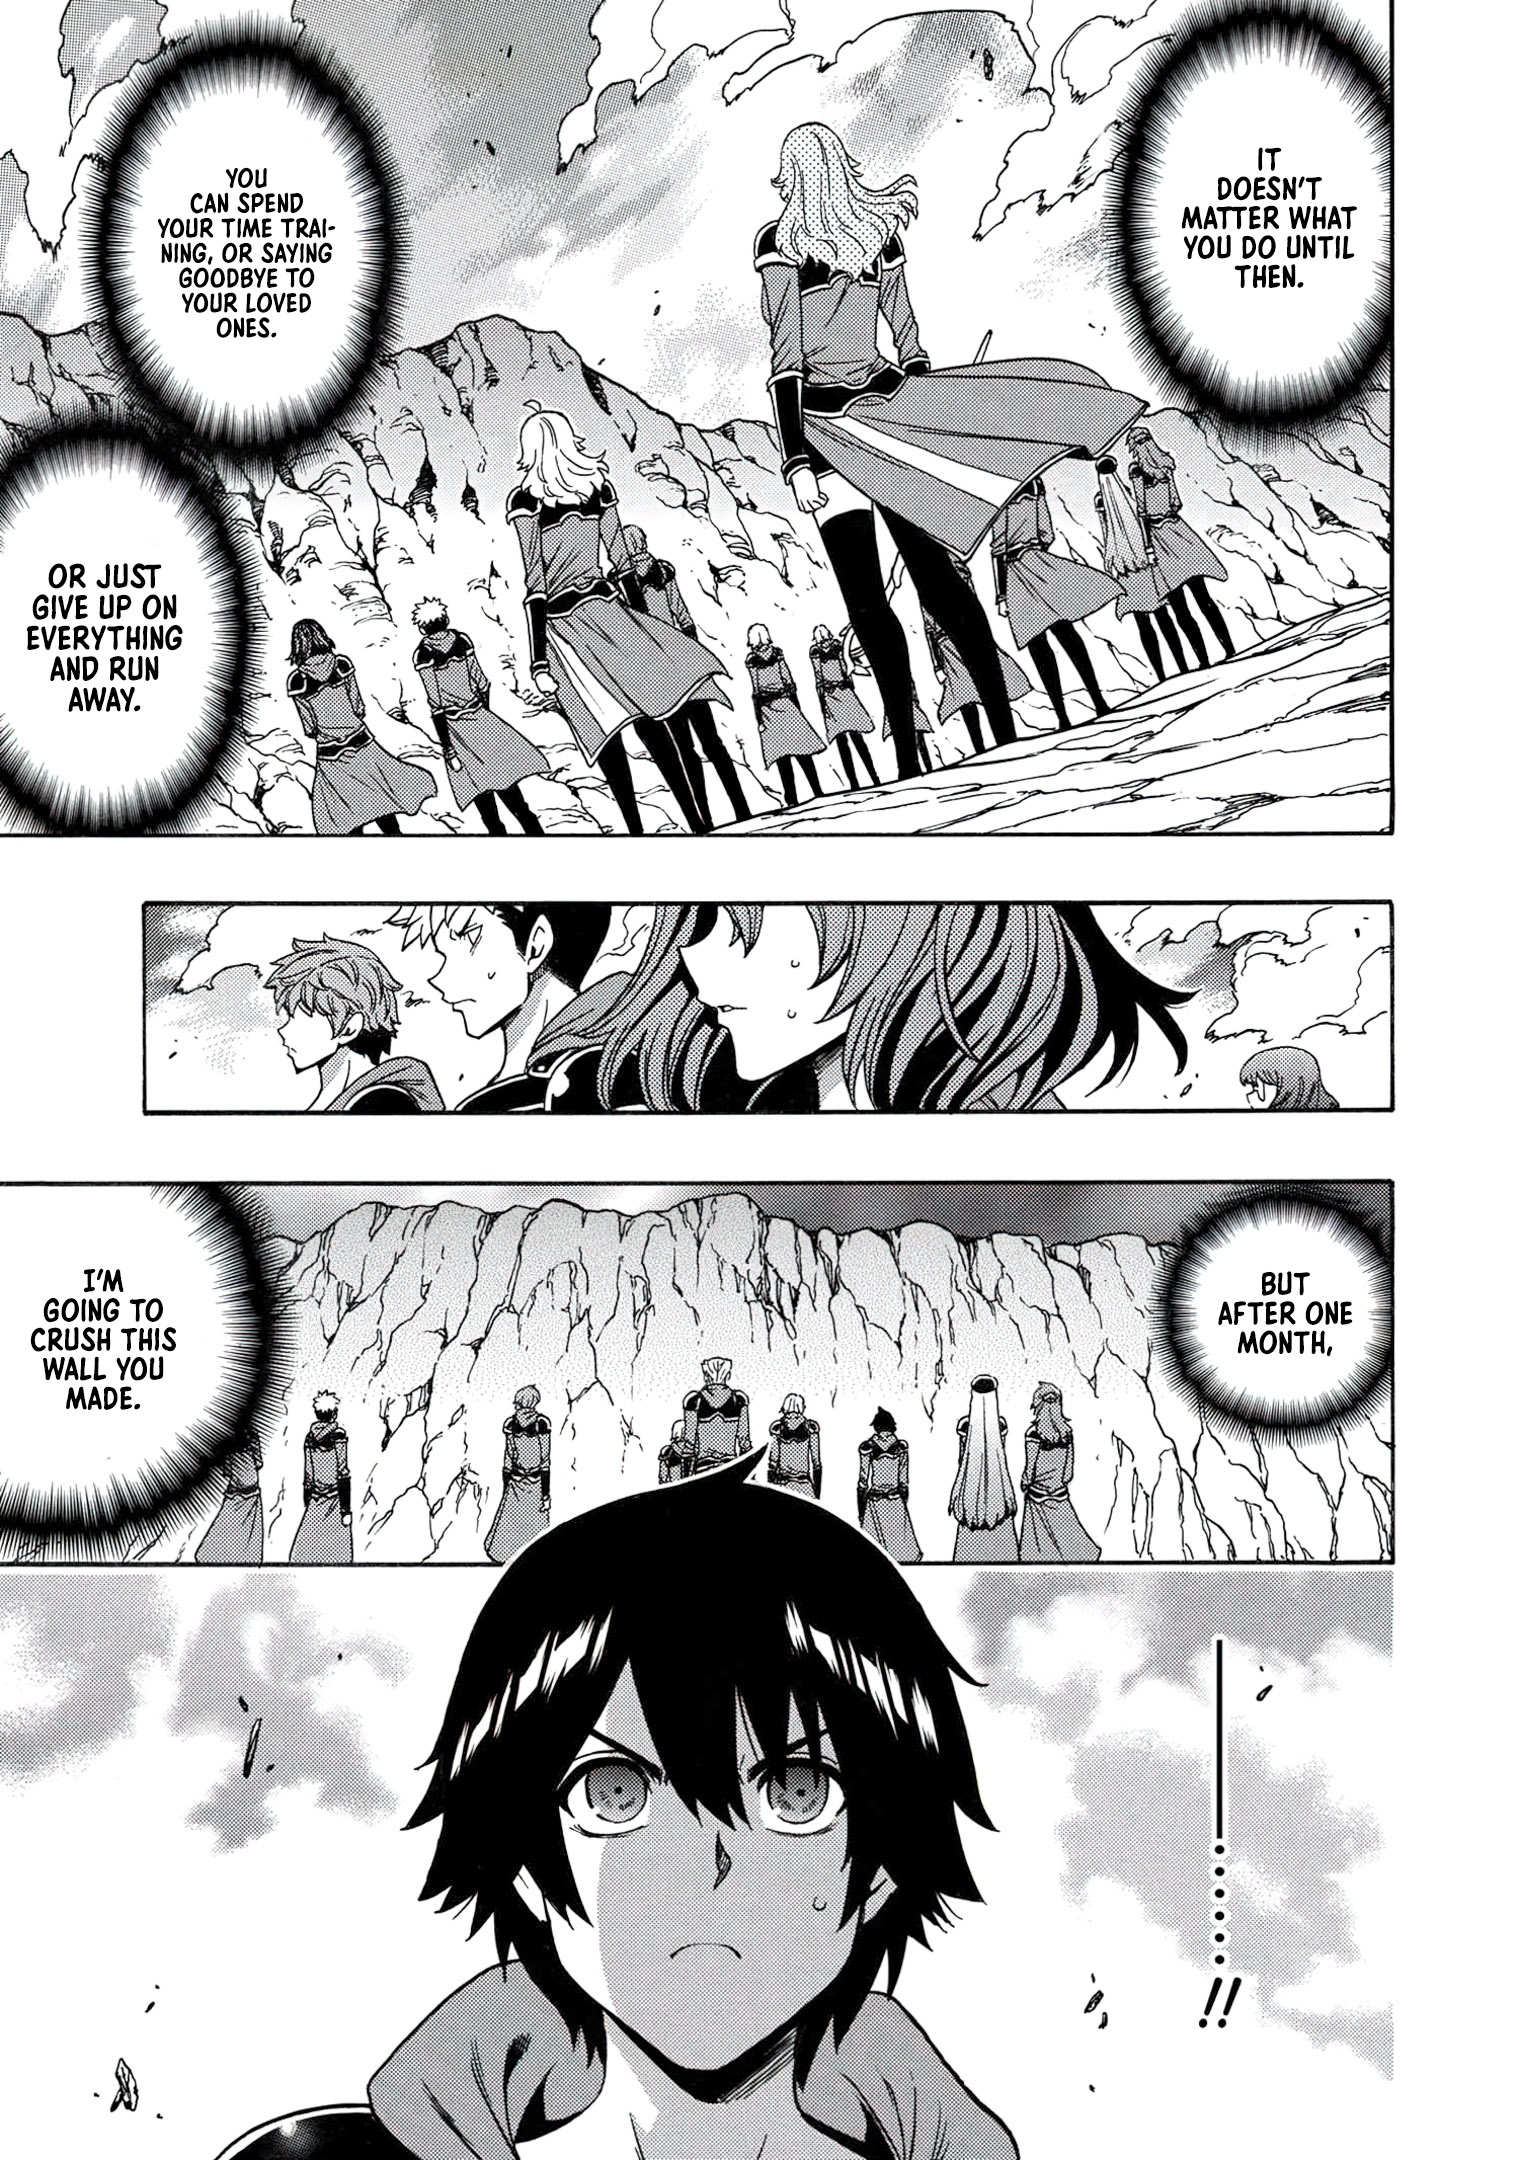 IT
DOESN'T
MATTER WHAT
YOU DO UNTIL
THEN.
YOU
CAN SPEND
YOUR TIME TRAI-
NING, OR SAYING
GOODBYE TO
YOUR LOVED
ONES.
OR JUST
GIVE UP ON
EVERYTHING
AND RUN
AWAY.
BUT
AFTER ONE
MONTH,
I'M
GOING TO
CRUSH THIS
WALL YOU
MADE.
—......!!